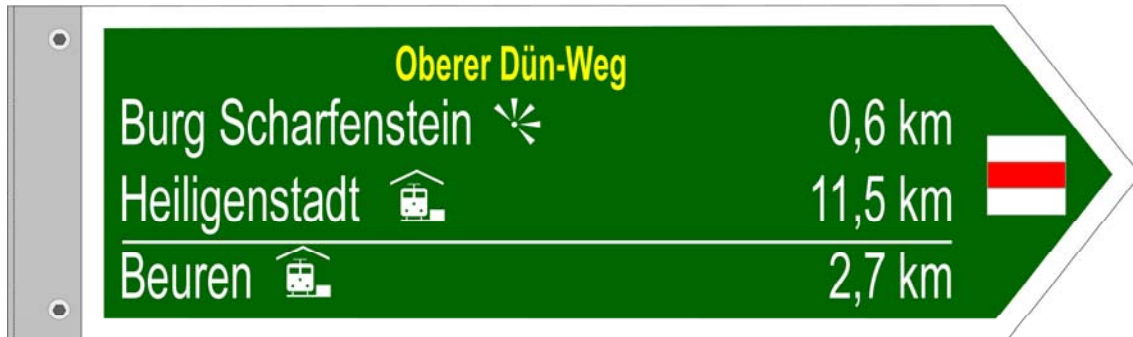 Oberer Dün-Weg
Burg Scharfenstein 0,6 km
Heiligenstadt 11,5 km
Beuren 2,7 km